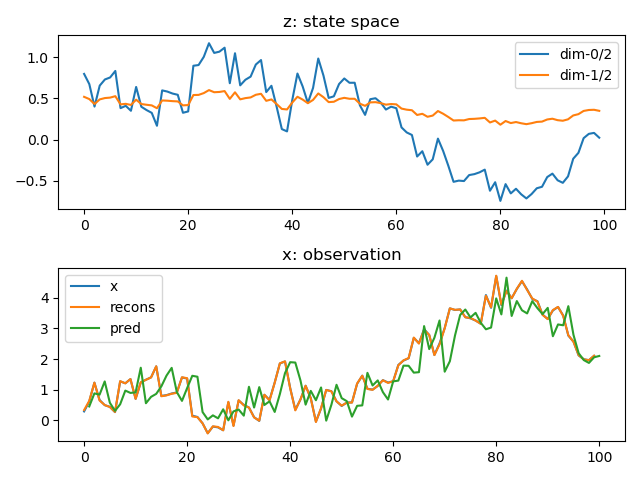 z: state space
1.0
0.5
0.0
−0.5
dim-0/2
dim-1/2
0 20 40 60 80 100
x: observation
4
3
2
1
0
x
recons
pred
0 20 40 60 80 100